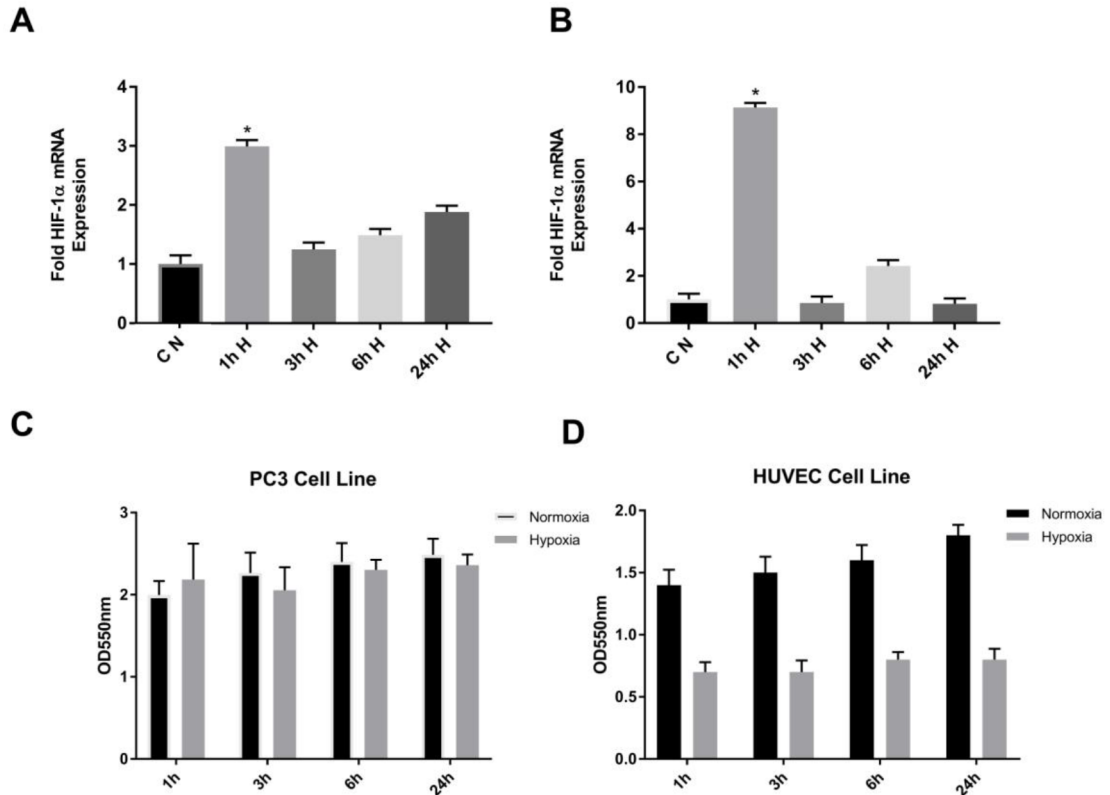 A
B
Fold HIF-1α mRNA
Expression
4
3
2
1
0
*
C N
1h H
3h H
6h H
24h H
Fold HIF-1α mRNA
Expression
10
8
6
4
2
0
*
C N
1h H
3h H
6h H
24h H
C
D
PC3 Cell Line
Normoxia
Hypoxia
OD550nm
3
2
1
0
1h
3h
6h
24h
HUVEC Cell Line
Normoxia
Hypoxia
OD550nm
2.0
1.5
1.0
0.5
0.0
1h
3h
6h
24h